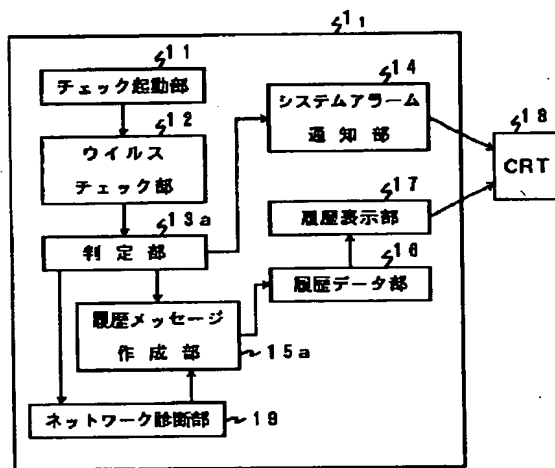 1₁
11
チェック起動部
12
ウイルス
チェック部
13a
判定部
14
システムアラーム
通知部
18
CRT
17
履歴表示部
16
履歴データ部
履歴メッセージ
作成部
15a
ネットワーク診断部
19